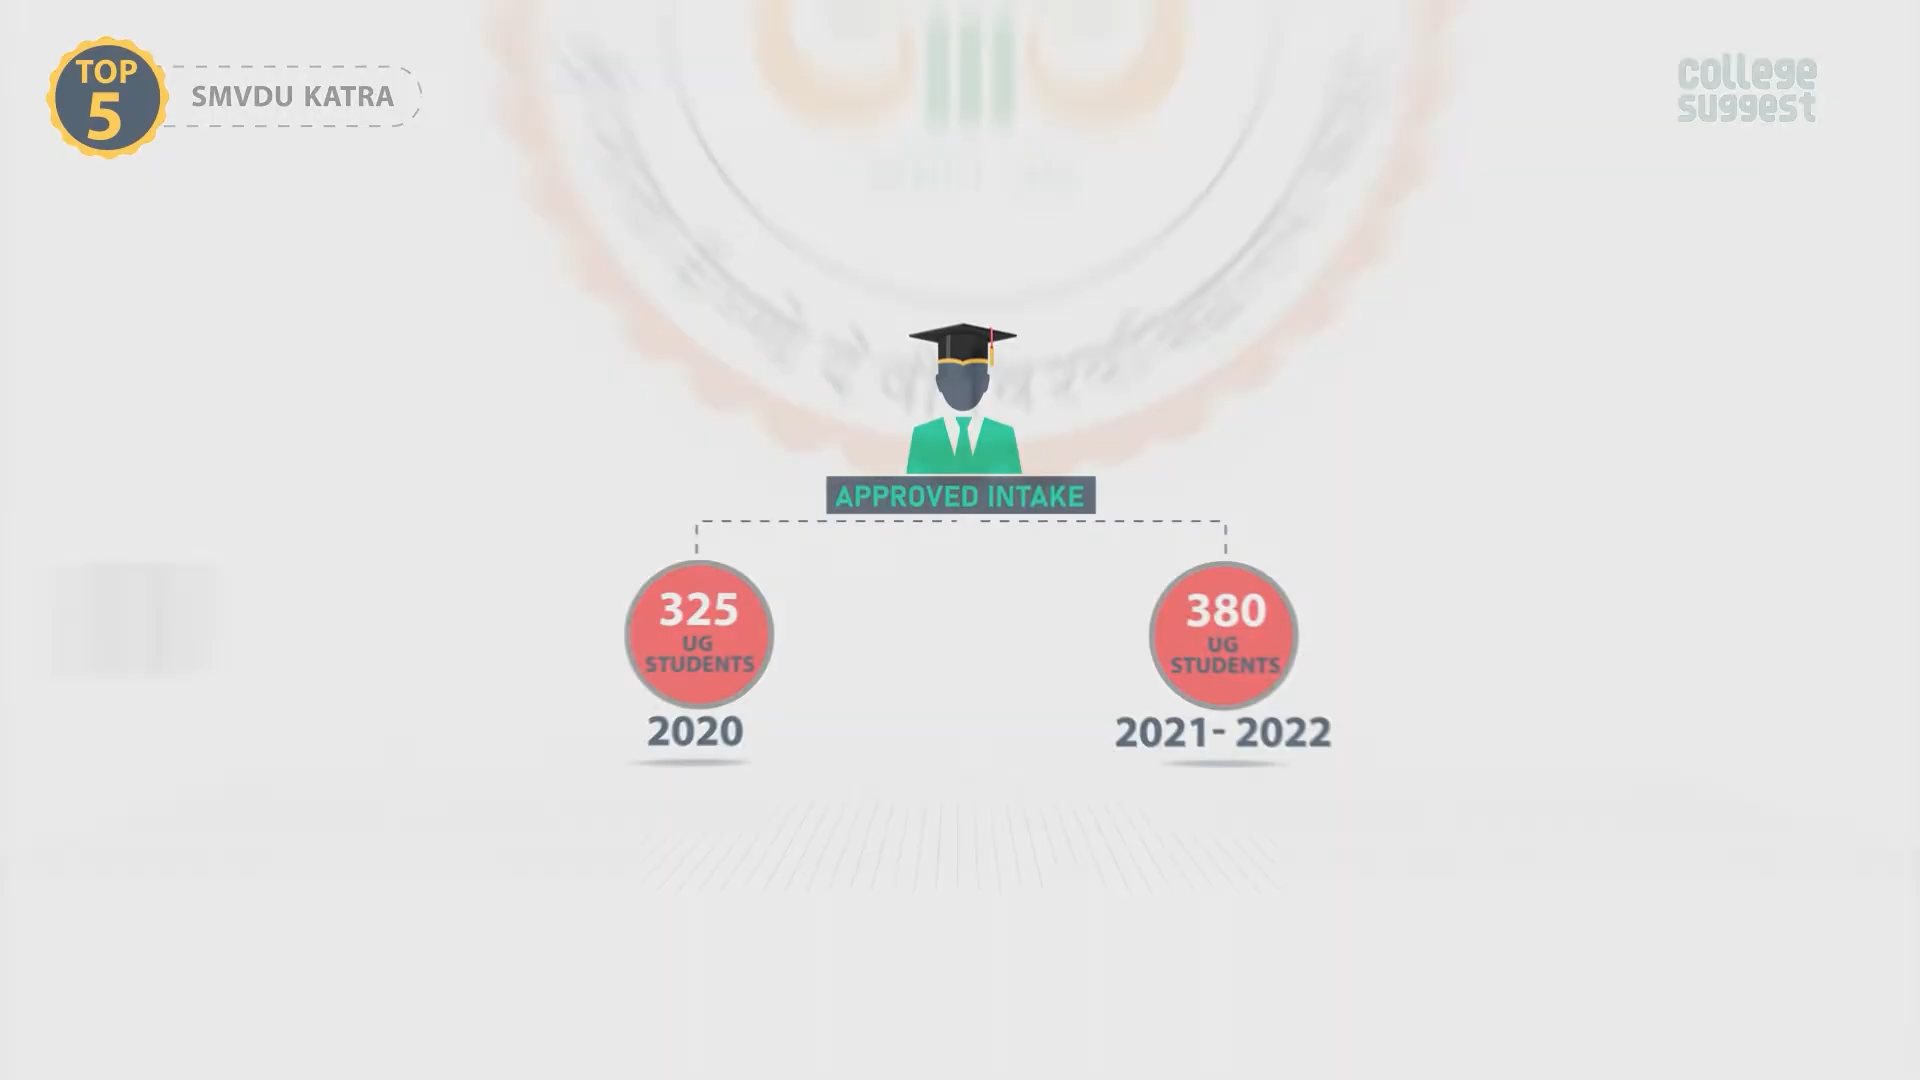 TOP
5
SMVDU KATRA
college
suggest
APPROVED INTAKE
325
UG
STUDENTS
2020
380
UG
STUDENTS
2021- 2022